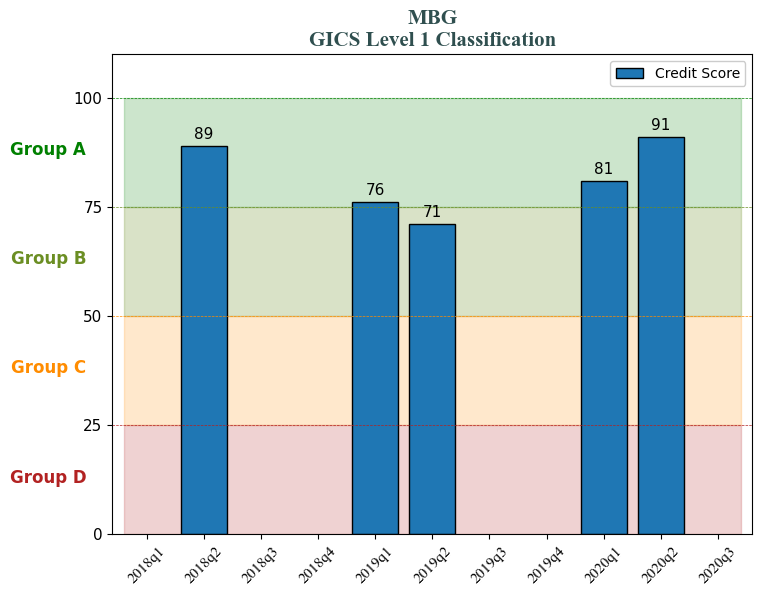 MBG
GICS Level 1 Classification
Credit Score
100
Group A
89
91
81
76
75
71
Group B
50
Group C
25
Group D
0
2018q1
2018q2
2018q3
2018q4
2019q1
2019q2
2019q3
2019q4
2020q1
2020q2
2020q3